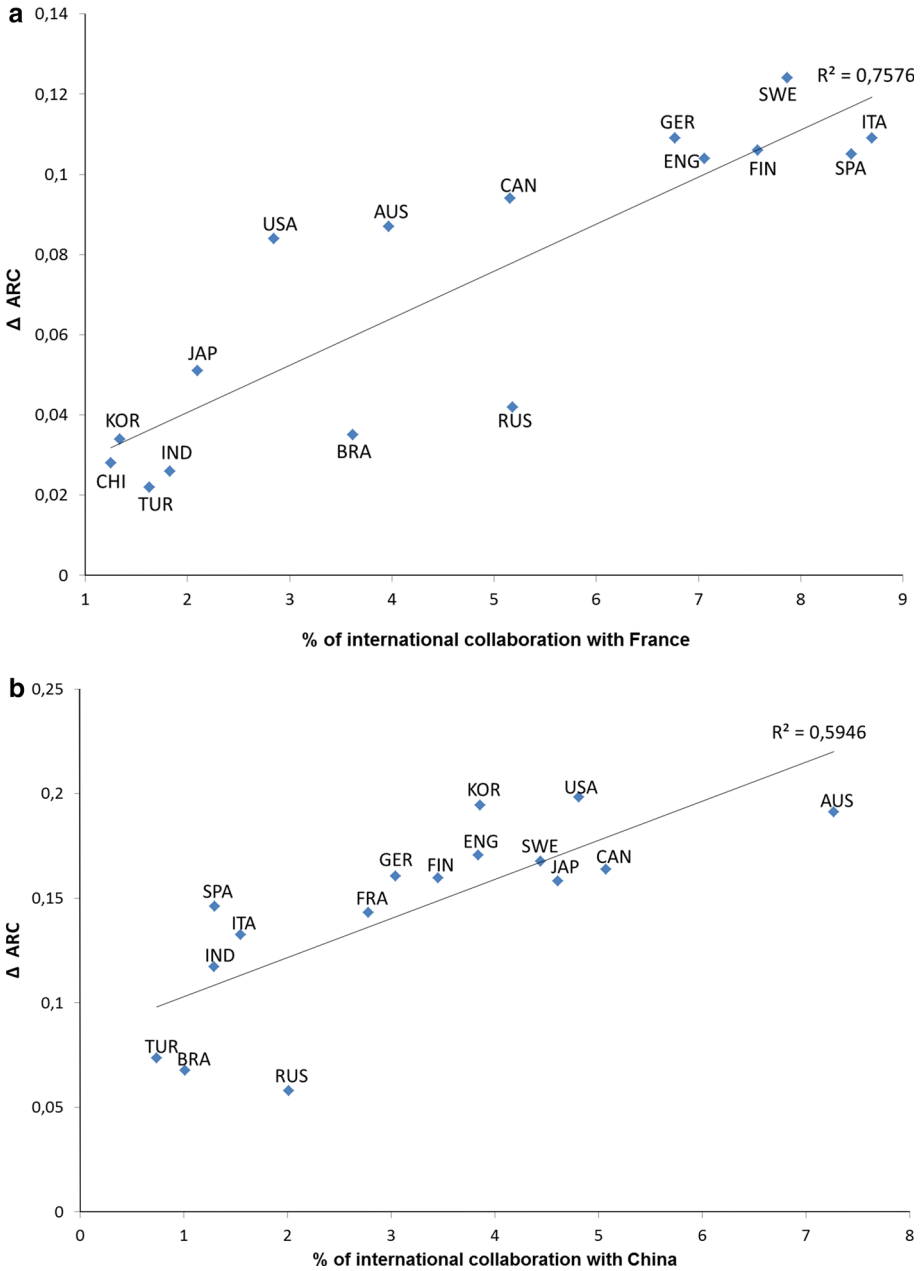 a
0,14
R² = 0,7576
SWE
0,12
GER
ITA
ENG
FIN
SPA
0,1
CAN
AUS
USA
0,08
Δ ARC
0,06
JAP
0,04
KOR
RUS
BRA
IND
CHI
TUR
0,02
0
1 2 3 4 5 6 7 8 9
% of international collaboration with France
b
0,25
R² = 0,5946
KOR
USA
0,2
AUS
ENG
SWE
CAN
GER
FIN
JAP
SPA
FRA
0,15
ITA
IND
Δ ARC
0,1
TUR
BRA
RUS
0,05
0
0 1 2 3 4 5 6 7 8
% of international collaboration with China